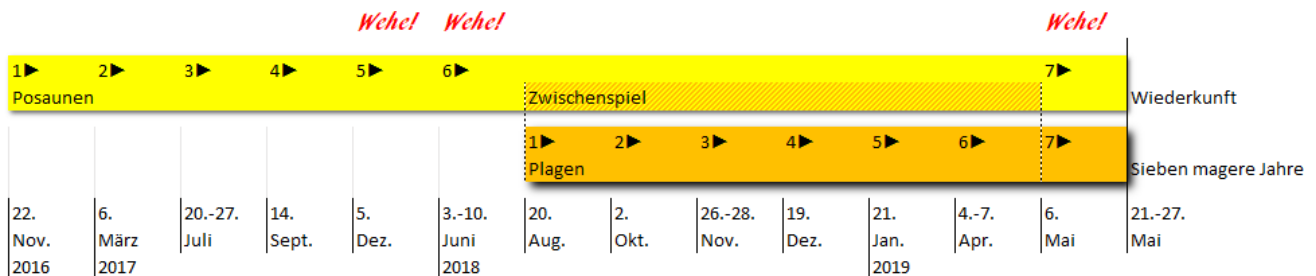 Wehe! Wehe! Wehe!
1► 2► 3► 4► 5► 6► 7►
Posaunen Zwischenspiel Wiederkunft
1► 2► 3► 4► 5► 6► 7►
Plagen Sieben magere Jahre
22. 6. 20.-27. 14. 5. 3.-10. 20. 2. 26.-28. 19. 21. 4.-7. 6. 21.-27.
Nov. März Juli Sept. Dez. Juni Aug. Okt. Nov. Dez. Jan. Apr. Mai Mai
2016 2017 2018 2019